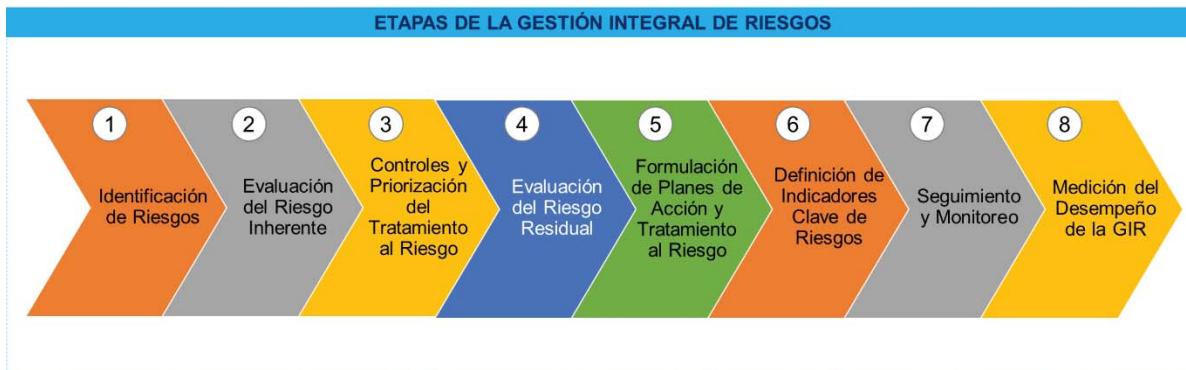 ETAPAS DE LA GESTIÓN INTEGRAL DE RIESGOS
1
Identificación
de Riesgos
2
Evaluación
del Riesgo
Inherente
3
Controles y
Priorización
del
Tratamiento
al Riesgo
4
Evaluación
del Riesgo
Residual
5
Formulación
de Planes de
Acción y
Tratamiento
al Riesgo
6
Definición de
Indicadores
Clave de
Riesgos
7
Seguimiento
y Monitoreo
8
Medición del
Desempeño
de la GIR